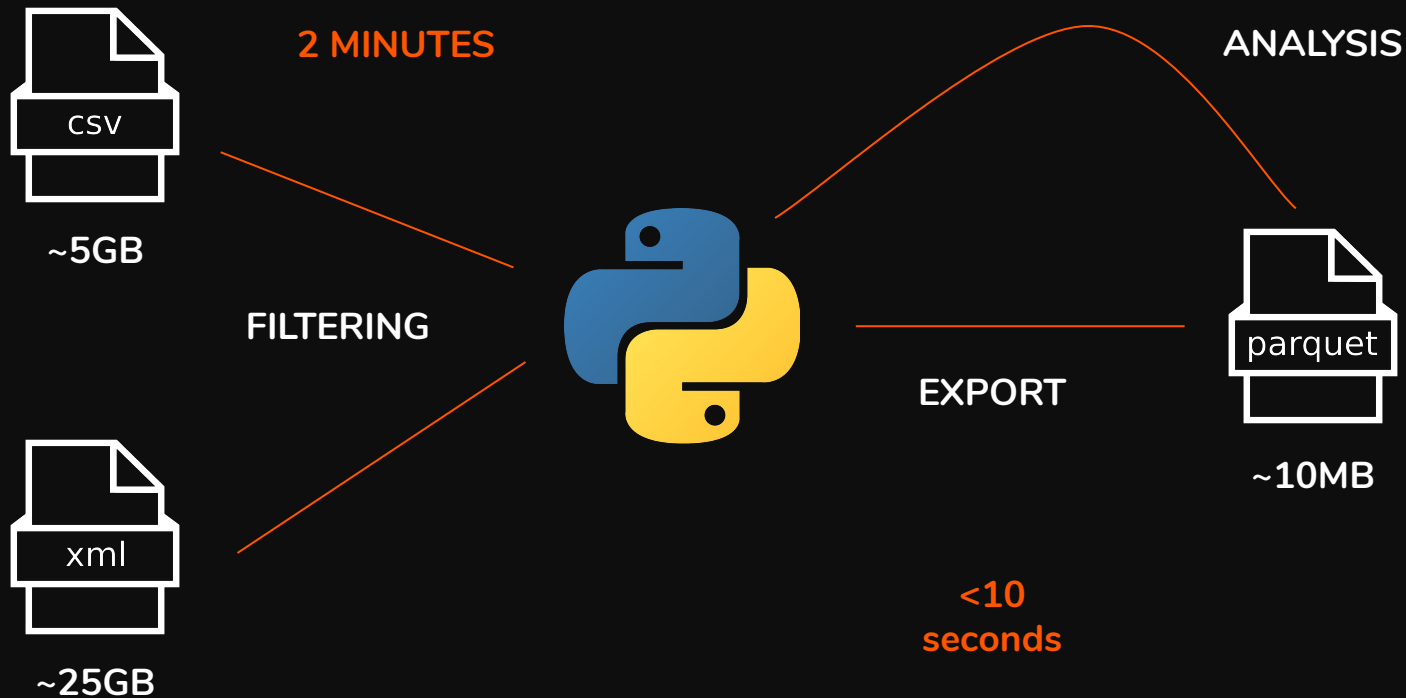 2 MINUTES
ANALYSIS
csv
~5GB
FILTERING
parquet
EXPORT
~10MB
xml
<10
seconds
~25GB